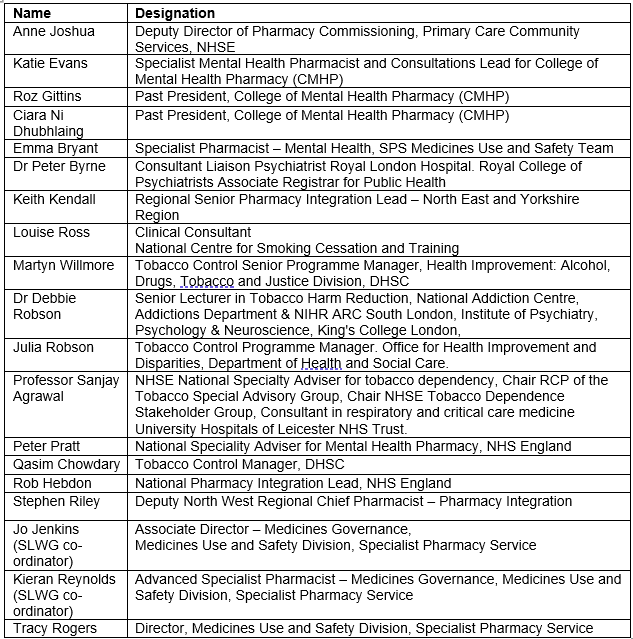 Name Designation
Anne Joshua Deputy Director of Pharmacy Commissioning, Primary Care Community
Services, NHSE
Katie Evans Specialist Mental Health Pharmacist and Consultations Lead for College of
Mental Health Pharmacy (CMHP)
Roz Gittins Past President, College of Mental Health Pharmacy (CMHP)
Ciara Ni Past President, College of Mental Health Pharmacy (CMHP)
Dhubhlaing
Emma Bryant Specialist Pharmacist – Mental Health, SPS Medicines Use and Safety Team
Dr Peter Byrne Consultant Liaison Psychiatrist Royal London Hospital. Royal College of
Psychiatrists Associate Registrar for Public Health
Keith Kendall Regional Senior Pharmacy Integration Lead – North East and Yorkshire
Region
Louise Ross Clinical Consultant
National Centre for Smoking Cessation and Training
Martyn Willmore Tobacco Control Senior Programme Manager, Health Improvement: Alcohol,
Drugs, Tobacco and Justice Division, DHSC
Dr Debbie Senior Lecturer in Tobacco Harm Reduction, National Addiction Centre,
Robson Addictions Department & NIHR ARC South London, Institute of Psychiatry,
Psychology & Neuroscience, King's College London,
Julia Robson Tobacco Control Programme Manager. Office for Health Improvement and
Disparities, Department of Health and Social Care.
Professor Sanjay NHSE National Specialty Adviser for tobacco dependency, Chair RCP of the
Agrawal Tobacco Special Advisory Group, Chair NHSE Tobacco Dependence
Stakeholder Group, Consultant in respiratory and critical care medicine
University Hospitals of Leicester NHS Trust.
Peter Pratt National Speciality Adviser for Mental Health Pharmacy, NHS England
Qasim Chowdary Tobacco Control Manager, DHSC
Rob Hebdon National Pharmacy Integration Lead, NHS England
Stephen Riley Deputy North West Regional Chief Pharmacist – Pharmacy Integration
Jo Jenkins Associate Director – Medicines Governance,
(SLWG co- Medicines Use and Safety Division, Specialist Pharmacy Service
ordinator)
Kieran Reynolds Advanced Specialist Pharmacist – Medicines Governance, Medicines Use and
(SLWG co- Safety Division, Specialist Pharmacy Service
ordinator)
Tracy Rogers Director, Medicines Use and Safety Division, Specialist Pharmacy Service